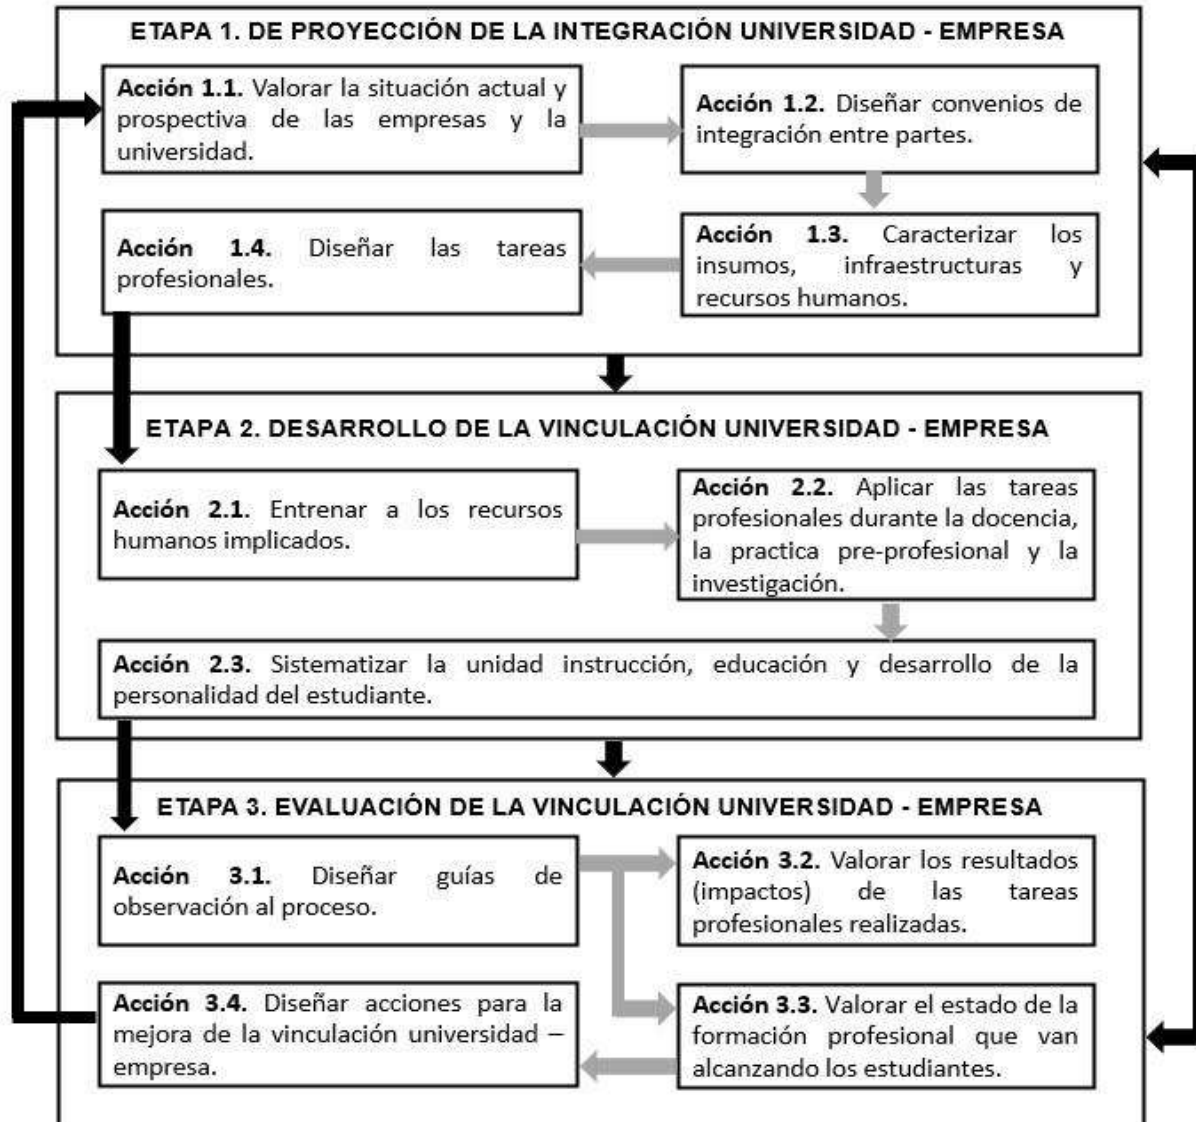 ETAPA 1. DE PROYECCIÓN DE LA INTEGRACIÓN UNIVERSIDAD - EMPRESA
Acción 1.1. Valorar la situación actual y
prospectiva de las empresas y la
universidad.
Acción 1.2. Diseñar convenios de
integración entre partes.
Acción 1.3. Caracterizar los
insumos, infraestructuras y
recursos humanos.
Acción 1.4. Diseñar las tareas
profesionales.
ETAPA 2. DESARROLLO DE LA VINCULACIÓN UNIVERSIDAD - EMPRESA
Acción 2.1. Entrenar a los recursos
humanos implicados.
Acción 2.2. Aplicar las tareas
profesionales durante la docencia,
la practica pre-profesional y la
investigación.
Acción 2.3. Sistematizar la unidad instrucción, educación y desarrollo de la
personalidad del estudiante.
ETAPA 3. EVALUACIÓN DE LA VINCULACIÓN UNIVERSIDAD - EMPRESA
Acción 3.1. Diseñar guías de
observación al proceso.
Acción 3.2. Valorar los resultados
(impactos) de las tareas
profesionales realizadas.
Acción 3.3. Valorar el estado de la
formación profesional que van
alcanzando los estudiantes.
Acción 3.4. Diseñar acciones para la
mejora de la vinculación universidad –
empresa.